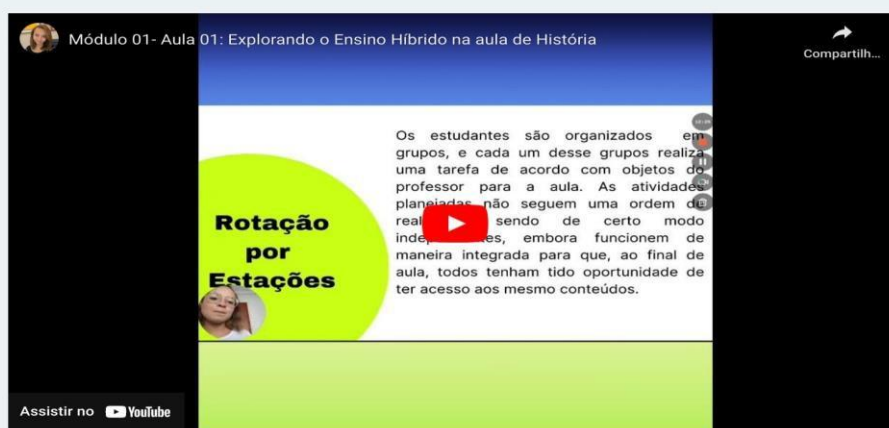 Módulo 01- Aula 01: Explorando o Ensino Híbrido na aula de História
Compartilh...
Rotação
por
Estações
Os estudantes são organizados em
grupos, e cada um desse grupos realiza
uma tarefa de acordo com objetos do
professor para a aula. As atividades
planejadas não seguem uma ordem de
sendo de certo modo
embora funcionem de
maneira integrada para que, ao final de
aula, todos tenham tido oportunidade de
ter acesso aos mesmo conteúdos.
Assistir no YouTube